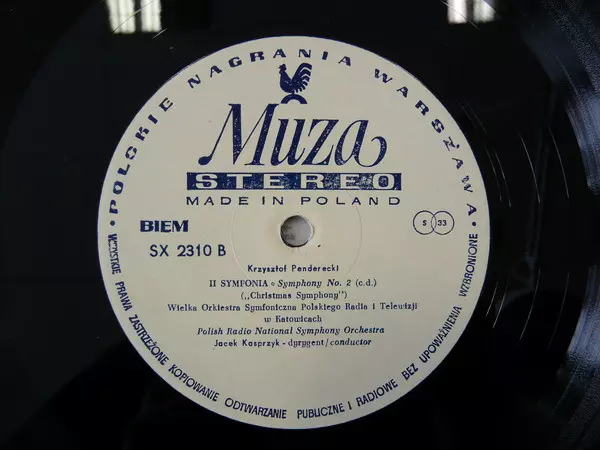 • POLSKIE NAGRANIA WARSZAWA •
Muza
STEREO
MADE IN POLAND
BIEM
SX 2310 B
S 33
Krzysztof Penderecki
II SYMFONIA • Symphony No. 2 (c.d.)
(,,Christmas Symphony")
Wielka Orkiestra Symfoniczna Polskiego Radia i Telewizji
w Katowicach
Polish Radio National Symphony Orchestra
Jacek Kasprzyk - dyrygent/conductor
WSZYSTKIE PRAWA ZASTRZEŻONE KOPIOWANIE ODTWARZANIE PUBLICZNE I RADIOWE BEZ UPOWAŻNIENIA WZBRONIONE